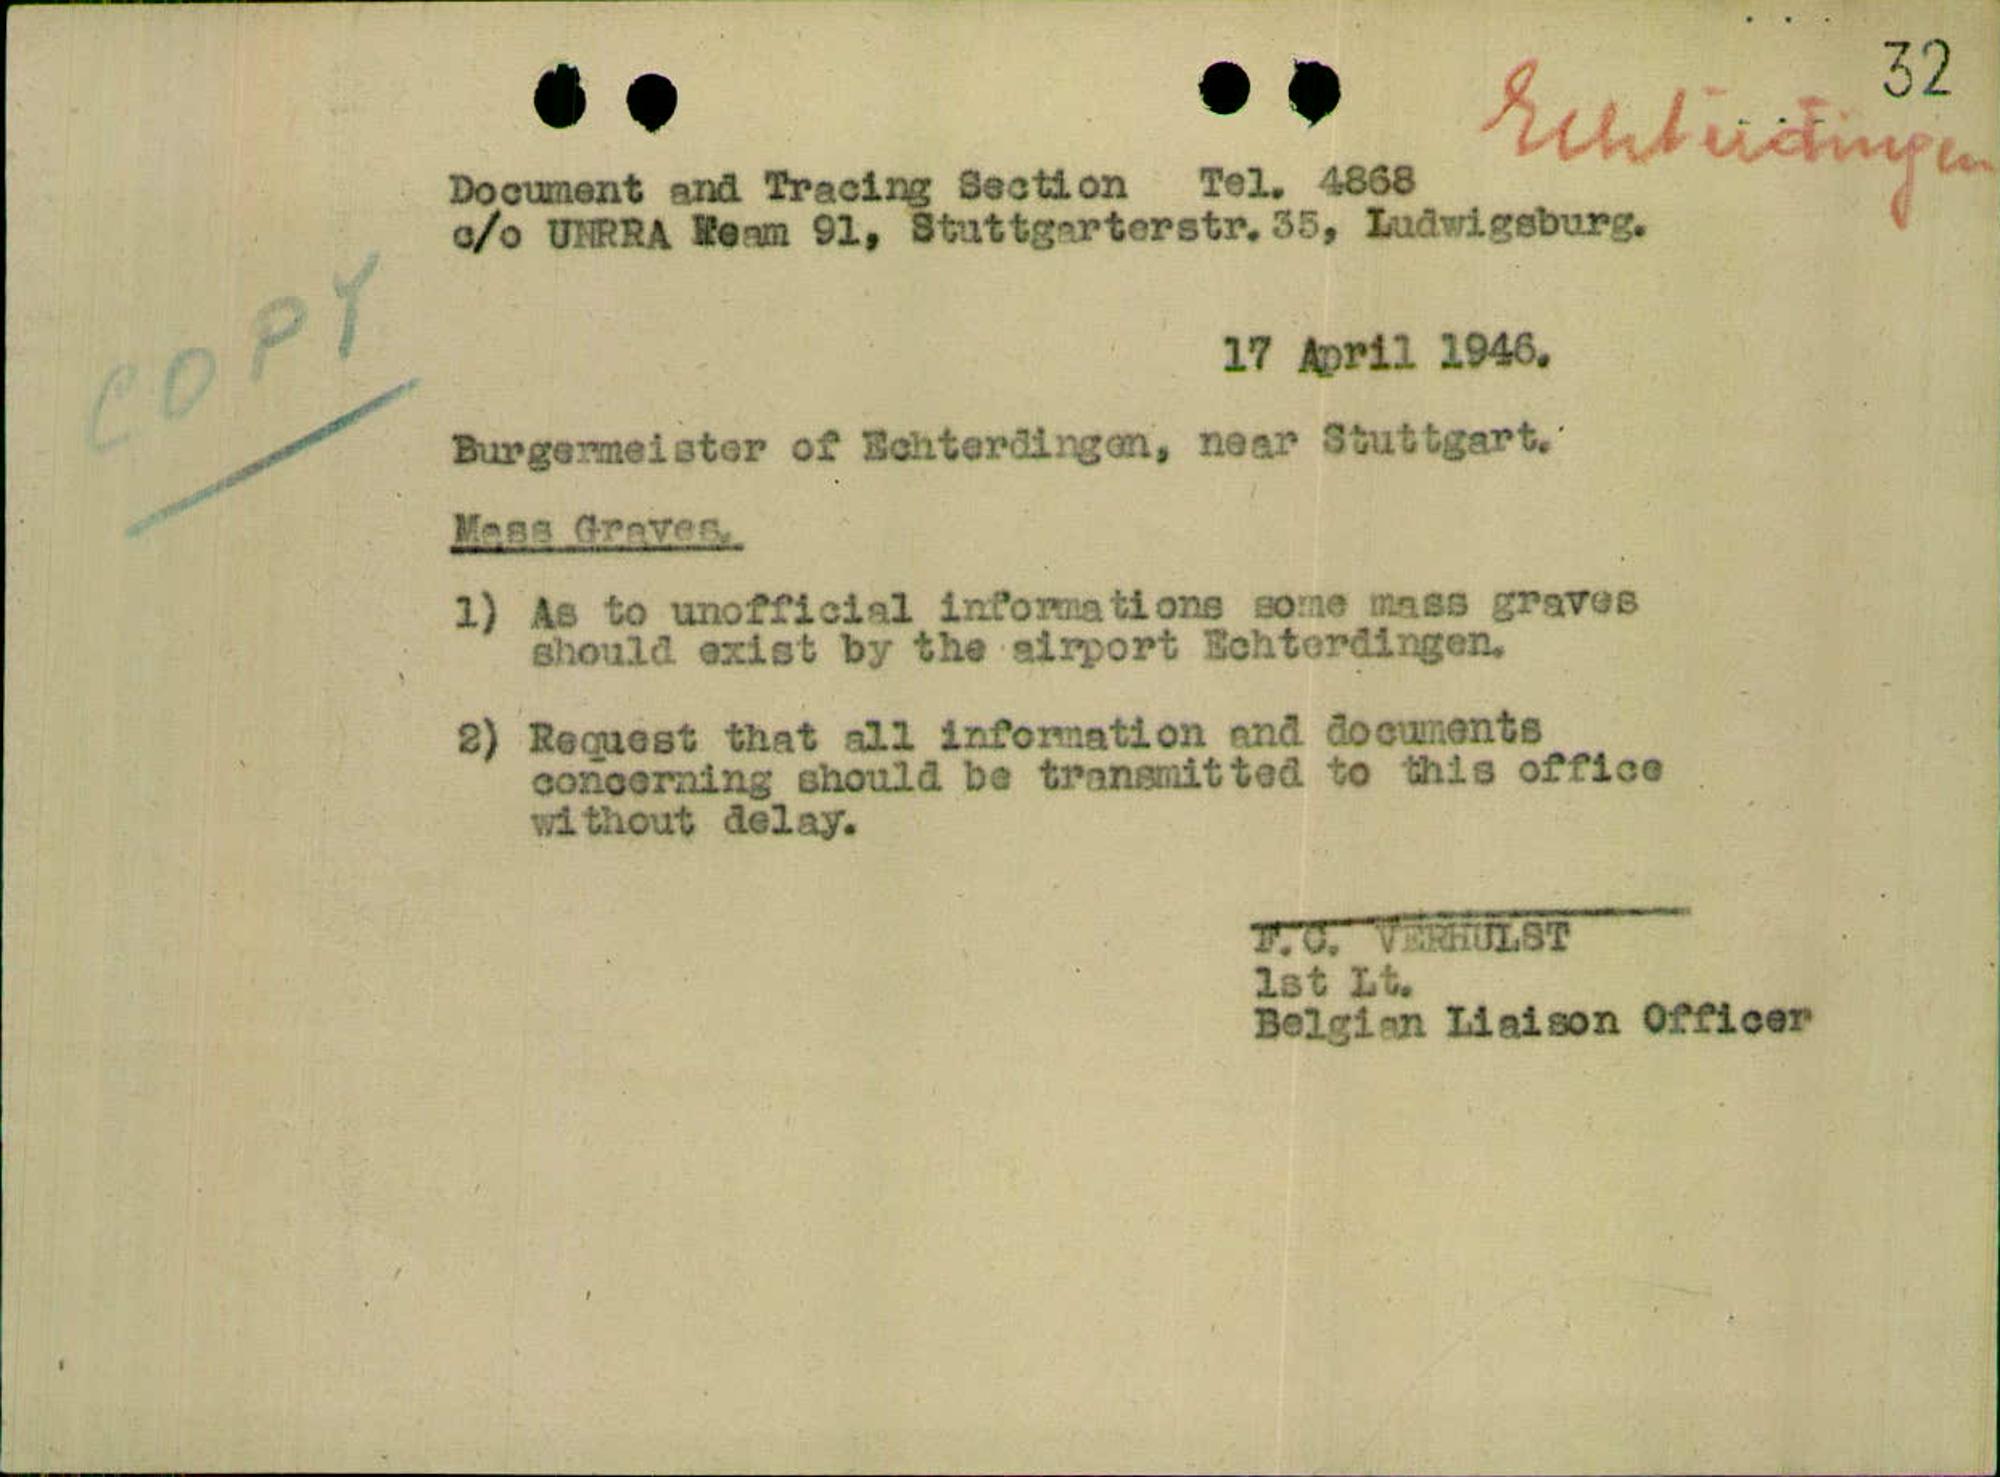 32
Echterdingen
Document and Tracing Section Tel. 4868
c/o UNRRA Team 91, Stuttgarterstr.35, Ludwigsburg.
COPY
17 April 1946.
Burgermeister of Echterdingen, near Stuttgart.
Mass Graves.
1) As to unofficial informations some mass graves
should exist by the airport Echterdingen.
2) Request that all information and documents
concerning should be transmitted to this office
without delay.
F.C. VERHULST
1st Lt.
Belgian Liaison Officer